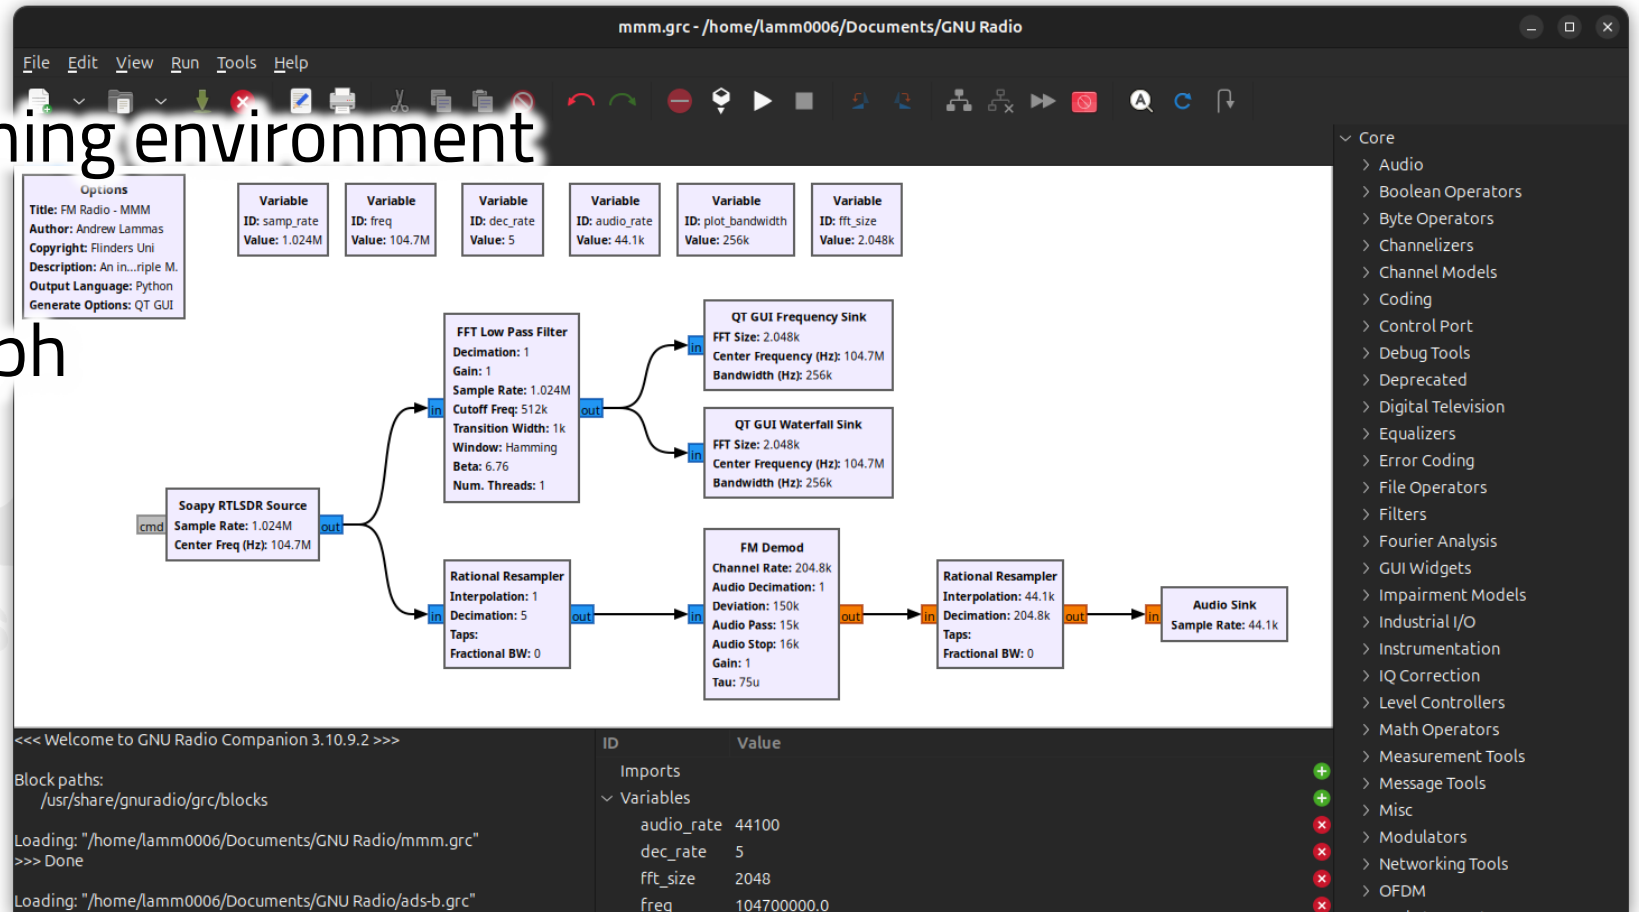 mmm.grc - /home/lamm0006/Documents/GNU Radio
File Edit View Run Tools Help
ning environment
ph
Options
Title: FM Radio - MMM
Author: Andrew Lammas
Copyright: Flinders Uni
Description: An in...riple M.
Output Language: Python
Generate Options: QT GUI
Variable
ID: samp_rate
Value: 1.024M
Variable
ID: freq
Value: 104.7M
Variable
ID: dec_rate
Value: 5
Variable
ID: audio_rate
Value: 44.1k
Variable
ID: plot_bandwidth
Value: 256k
Variable
ID: fft_size
Value: 2.048k
cmd
Soapy RTLSDR Source
Sample Rate: 1.024M
Center Freq (Hz): 104.7M
out
in
FFT Low Pass Filter
Decimation: 1
Gain: 1
Sample Rate: 1.024M
Cutoff Freq: 512k
Transition Width: 1k
Window: Hamming
Beta: 6.76
Num. Threads: 1
out
in
QT GUI Frequency Sink
FFT Size: 2.048k
Center Frequency (Hz): 104.7M
Bandwidth (Hz): 256k
in
QT GUI Waterfall Sink
FFT Size: 2.048k
Center Frequency (Hz): 104.7M
Bandwidth (Hz): 256k
in
Rational Resampler
Interpolation: 1
Decimation: 5
Taps:
Fractional BW: 0
out
in
FM Demod
Channel Rate: 204.8k
Audio Decimation: 1
Deviation: 150k
Audio Pass: 15k
Audio Stop: 16k
Gain: 1
Tau: 75u
out
in
Rational Resampler
Interpolation: 44.1k
Decimation: 204.8k
Taps:
Fractional BW: 0
out
in
Audio Sink
Sample Rate: 44.1k
Core
Audio
Boolean Operators
Byte Operators
Channelizers
Channel Models
Coding
Control Port
Debug Tools
Deprecated
Digital Television
Equalizers
Error Coding
File Operators
Filters
Fourier Analysis
GUI Widgets
Impairment Models
Industrial I/O
Instrumentation
IQ Correction
Level Controllers
Math Operators
Measurement Tools
Message Tools
Misc
Modulators
Networking Tools
OFDM
<<< Welcome to GNU Radio Companion 3.10.9.2 >>>
Block paths:
/usr/share/gnuradio/grc/blocks
Loading: "/home/lamm0006/Documents/GNU Radio/mmm.grc"
>>> Done
Loading: "/home/lamm0006/Documents/GNU Radio/ads-b.grc"
ID Value
Imports
Variables
audio_rate 44100
dec_rate 5
fft_size 2048
freq 104700000.0